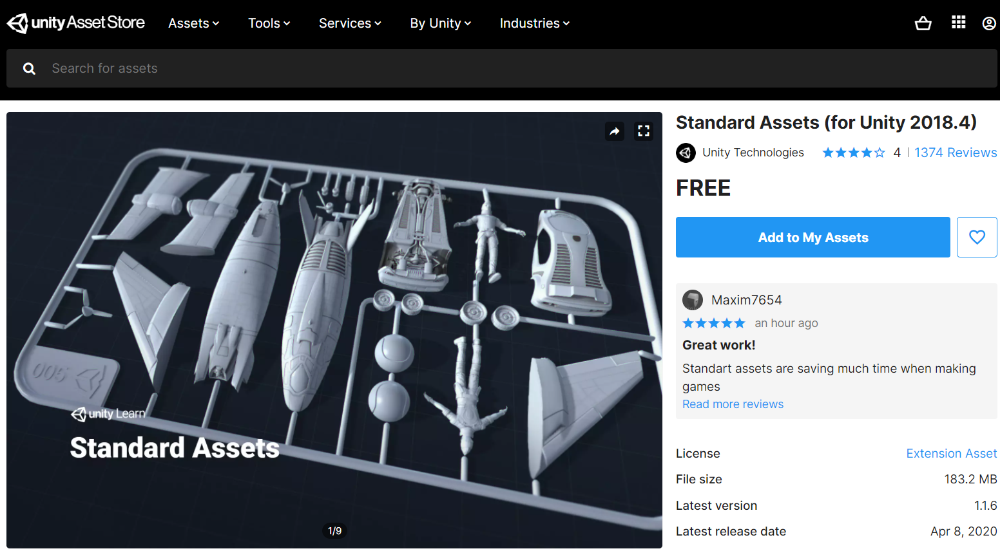 unity Asset Store
Assets
Tools
Services
By Unity
Industries
Search for assets
005
unity Learn
Standard Assets
1/9
Standard Assets (for Unity 2018.4)
Unity Technologies
4 | 1374 Reviews
FREE
Add to My Assets
Maxim7654
an hour ago
Great work!
Standart assets are saving much time when making
games
Read more reviews
License Extension Asset
File size 183.2 MB
Latest version 1.1.6
Latest release date Apr 8, 2020